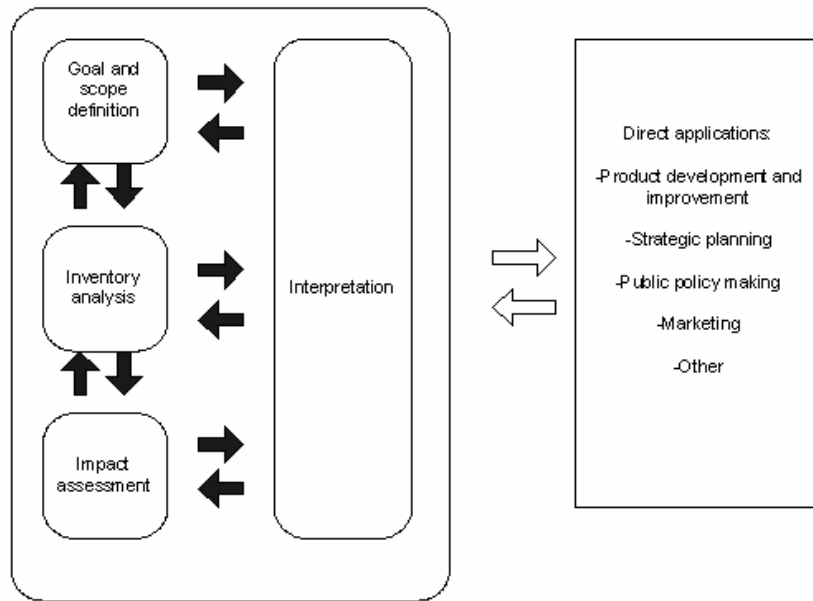 Goal and
scope
definition
Inventory
analysis
Impact
assessment
Interpretation
Direct applications:
-Product development and
improvement
-Strategic planning
-Public policy making
-Marketing
-Other